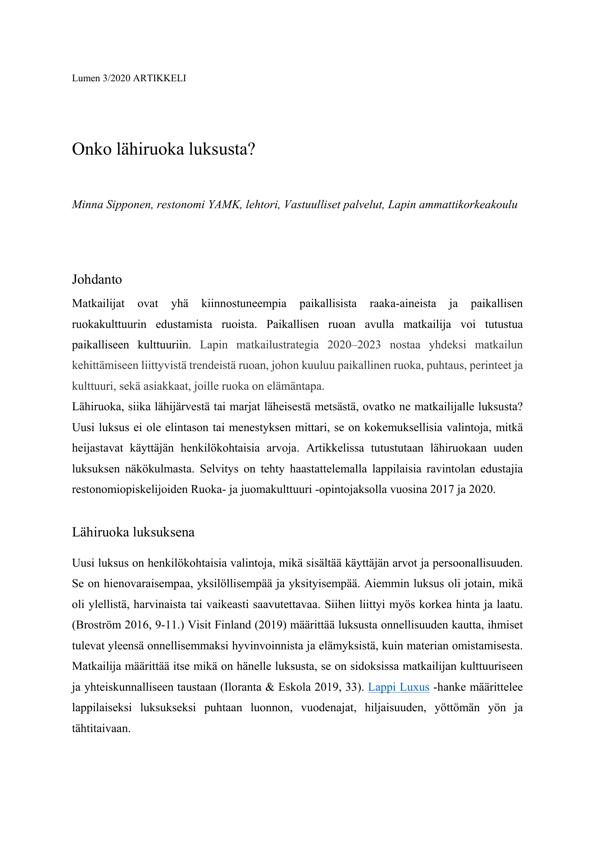 Lumen 3/2020 ARTIKKELI
Onko lähiruoka luksusta?
Minna Sipponen, restonomi YAMK, lehtori, Vastuulliset palvelut, Lapin ammattikorkeakoulu
Johdanto
Matkailijat ovat yhä kiinnostuneempia paikallisista raaka-aineista ja paikallisen
ruokakulttuurin edustamista ruoista. Paikallisen ruoan avulla matkailija voi tutustua
paikalliseen kulttuuriin. Lapin matkailustrategia 2020–2023 nostaa yhdeksi matkailun
kehittämiseen liittyvistä trendeistä ruoan, johon kuuluu paikallinen ruoka, puhtaus, perinteet ja
kulttuuri, sekä asiakkaat, joille ruoka on elämäntapa.
Lähiruoka, siika lähijärvestä tai marjat läheisestä metsästä, ovatko ne matkailijalle luksusta?
Uusi luksus ei ole elintason tai menestyksen mittari, se on kokemuksellisia valintoja, mitkä
heijastavat käyttäjän henkilökohtaisia arvoja. Artikkelissa tutustutaan lähiruokaan uuden
luksuksen näkökulmasta. Selvitys on tehty haastattelemalla lappilaisia ravintolan edustajia
restonomiopiskelijoiden Ruoka- ja juomakulttuuri -opintojaksolla vuosina 2017 ja 2020.
Lähiruoka luksuksena
Uusi luksus on henkilökohtaisia valintoja, mikä sisältää käyttäjän arvot ja persoonallisuuden.
Se on hienovaraisempaa, yksilöllisempää ja yksityisempää. Aiemmin luksus oli jotain, mikä
oli ylellistä, harvinaista tai vaikeasti saavutettavaa. Siihen liittyi myös korkea hinta ja laatu.
(Broström 2016, 9-11.) Visit Finland (2019) määrittää luksusta onnellisuuden kautta, ihmiset
tulevat yleensä onnellisemmaksi hyvinvoinnista ja elämyksistä, kuin materian omistamisesta.
Matkailija määrittää itse mikä on hänelle luksusta, se on sidoksissa matkailijan kulttuuriseen
ja yhteiskunnalliseen taustaan (Iloranta & Eskola 2019, 33). Lappi Luxus -hanke määrittelee
lappilaiseksi luksukseksi puhtaan luonnon, vuodenajat, hiljaisuuden, yöttömän yön ja
tähtitaivaan.